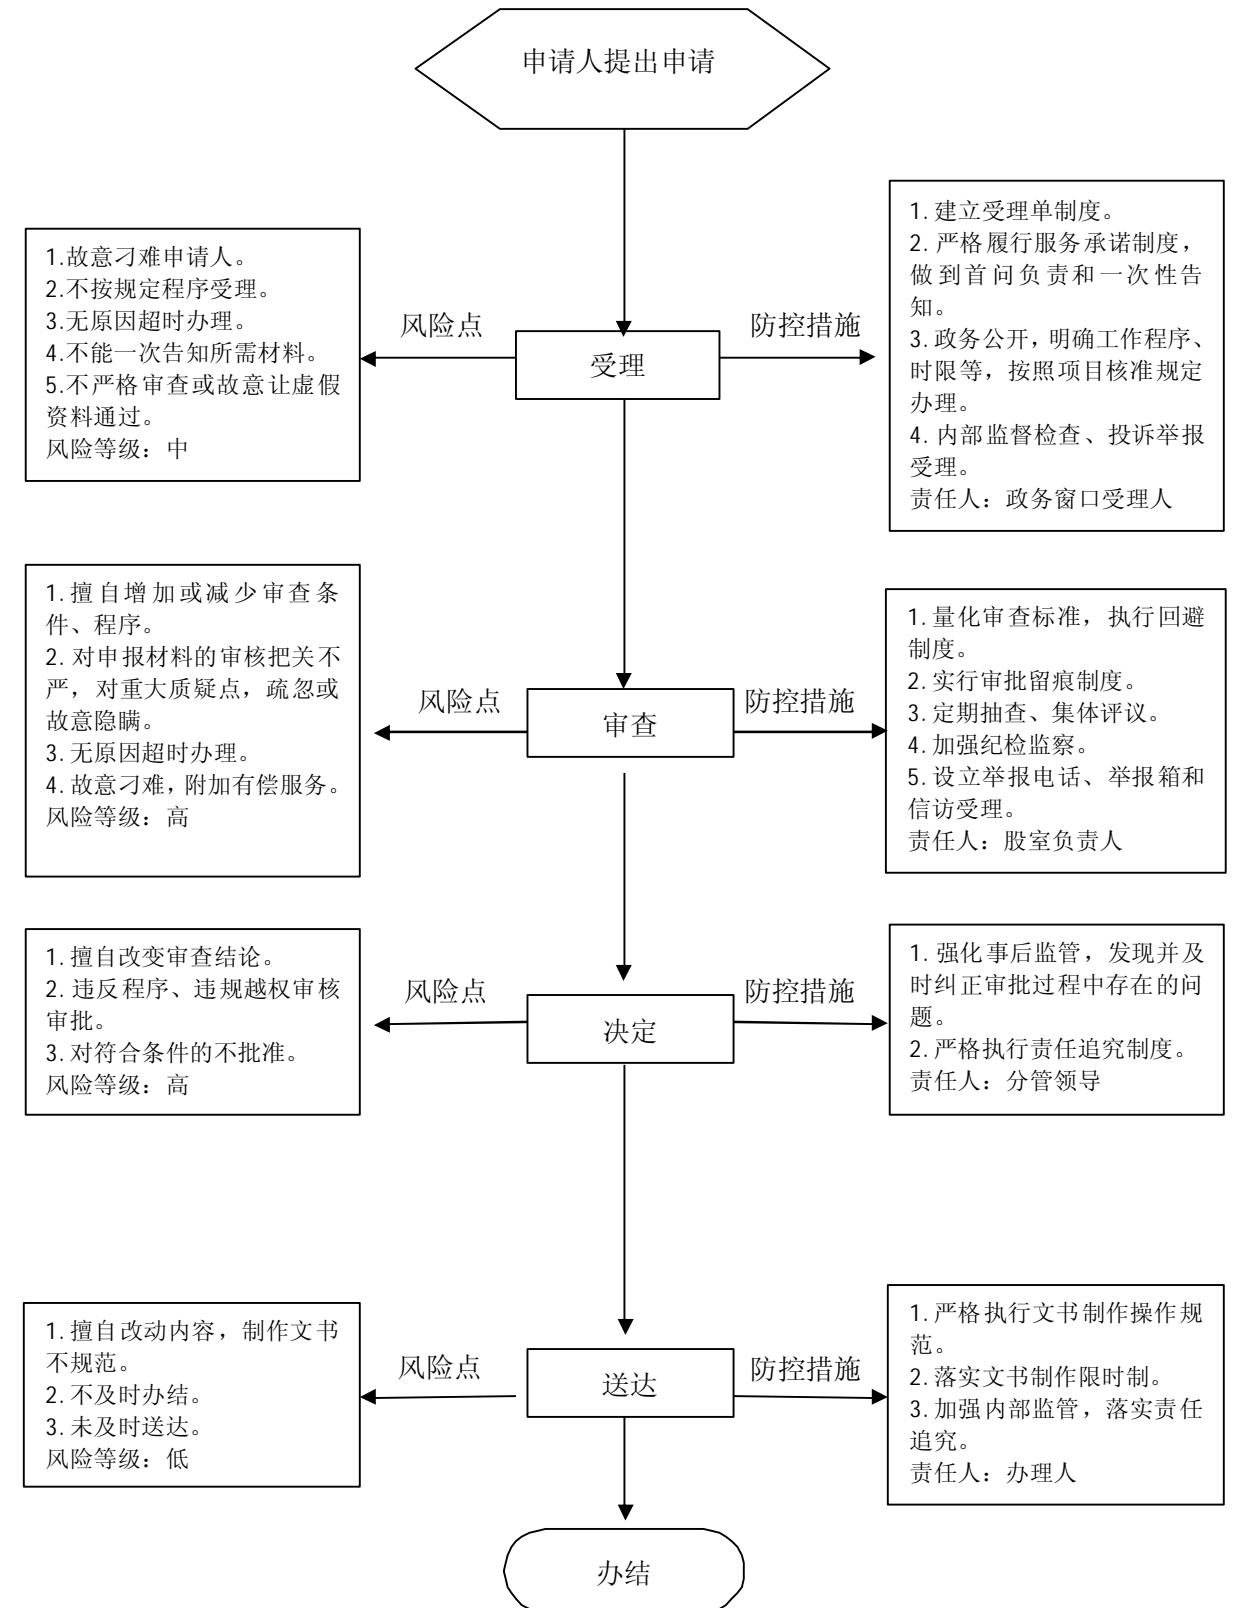 申请人提出申请
1.故意刁难申请人。
2.不按规定程序受理。
3.无原因超时办理。
4.不能一次告知所需材料。
5.不严格审查或故意让虚假
资料通过。
风险等级：中
风险点
受理
防控措施
1.建立受理单制度。
2.严格履行服务承诺制度，
做到首问负责和一次性告
知。
3.政务公开，明确工作程序、
时限等，按照项目核准规定
办理。
4.内部监督检查、投诉举报
受理。
责任人：政务窗口受理人
1.擅自增加或减少审查条
件、程序。
2.对申报材料的审核把关不
严，对重大质疑点，疏忽或
故意隐瞒。
3.无原因超时办理。
4.故意刁难，附加有偿服务。
风险等级：高
风险点
审查
防控措施
1.量化审查标准，执行回避
制度。
2.实行审批留痕制度。
3.定期抽查、集体评议。
4.加强纪检监察。
5.设立举报电话、举报箱和
信访受理。
责任人：股室负责人
1.擅自改变审查结论。
2.违反程序、违规越权审核
审批。
3.对符合条件的不批准。
风险等级：高
风险点
决定
防控措施
1.强化事后监管，发现并及
时纠正审批过程中存在的问
题。
2.严格执行责任追究制度。
责任人：分管领导
1.擅自改动内容，制作文书
不规范。
2.不及时办结。
3.未及时送达。
风险等级：低
风险点
送达
防控措施
1.严格执行文书制作操作规
范。
2.落实文书制作限时制。
3.加强内部监管，落实责任
追究。
责任人：办理人
办结